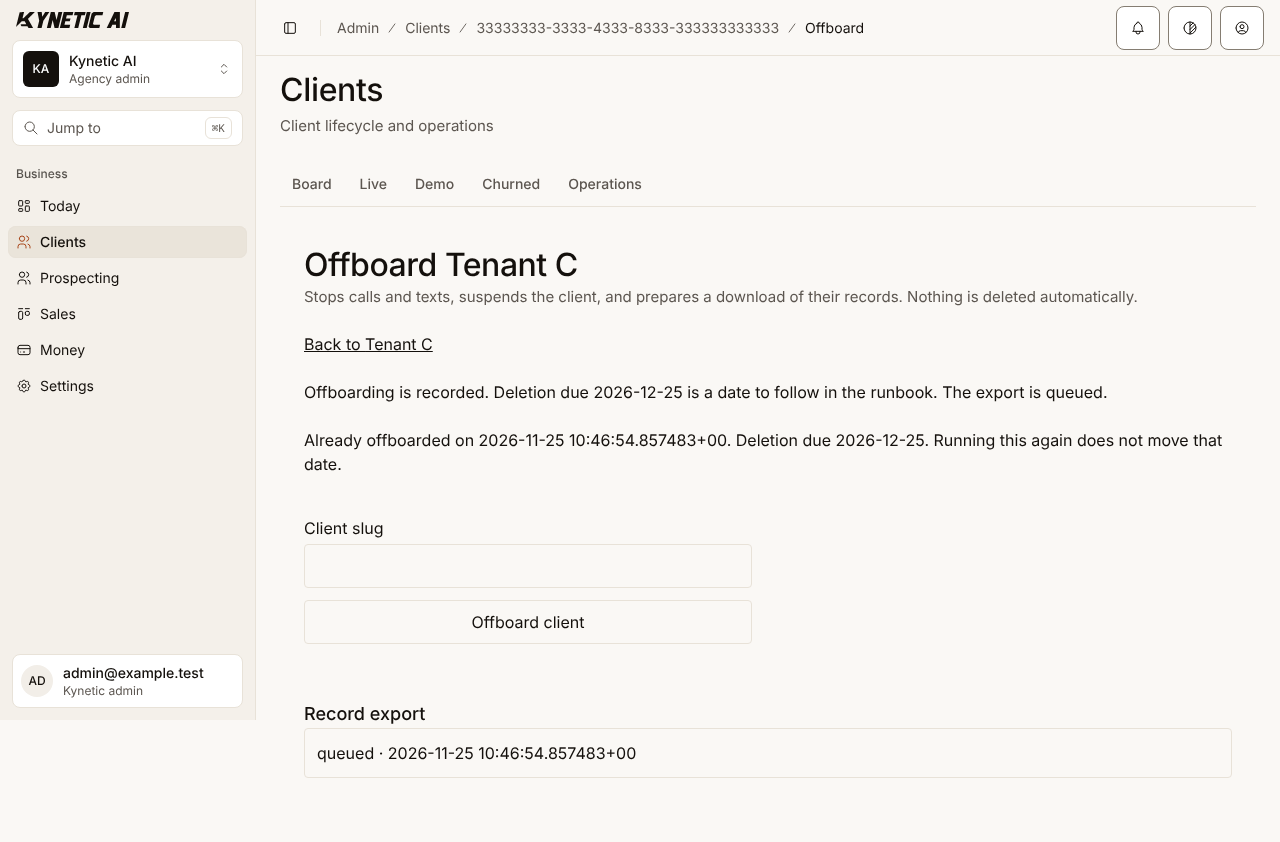 KYNETIC AI
KA
Kynetic AI
Agency admin
Jump to
⌘K
Business
Today
Clients
Prospecting
Sales
Money
Settings
AD
admin@example.test
Kynetic admin
Admin / Clients / 33333333-3333-4333-8333-333333333333 / Offboard
Clients
Client lifecycle and operations
Board Live Demo Churned Operations
Offboard Tenant C
Stops calls and texts, suspends the client, and prepares a download of their records. Nothing is deleted automatically.
Back to Tenant C
Offboarding is recorded. Deletion due 2026-12-25 is a date to follow in the runbook. The export is queued.
Already offboarded on 2026-11-25 10:46:54.857483+00. Deletion due 2026-12-25. Running this again does not move that
date.
Client slug
Offboard client
Record export
queued · 2026-11-25 10:46:54.857483+00